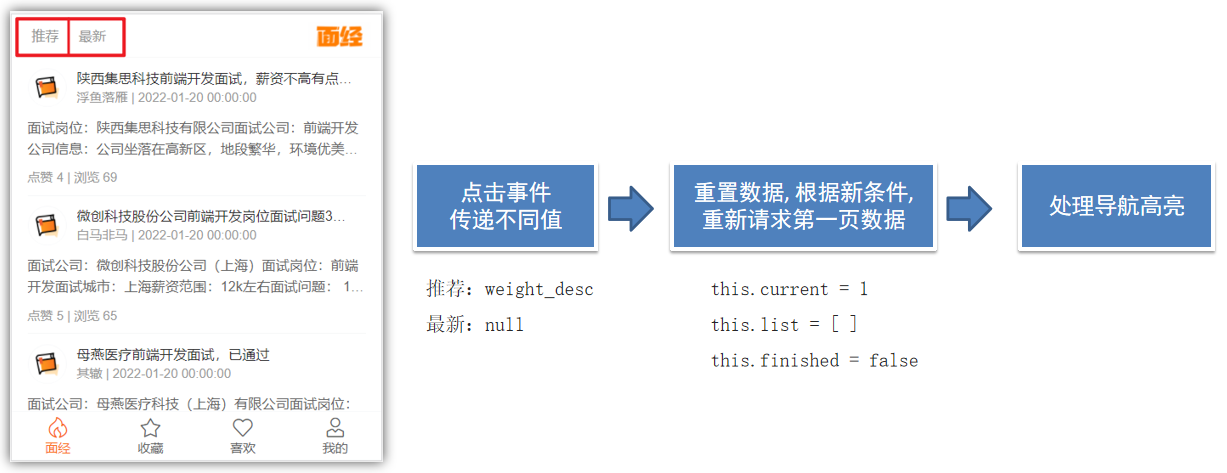 推荐 最新
面经
陕西集思科技前端开发面试，薪资不高有点...
浮鱼落雁 | 2022-01-20 00:00:00
面试岗位：陕西集思科技有限公司面试公司：前端开发
公司信息：公司坐落在高新区，地段繁华，环境优美...
点赞 4 | 浏览 69
微创科技股份公司前端开发岗位面试问题3...
白马非马 | 2022-01-20 00:00:00
面试公司：微创科技股份公司（上海）面试岗位：前端
开发面试城市：上海薪资范围：12k左右面试问题： 1...
点赞 5 | 浏览 65
母燕医疗前端开发面试，已通过
其辙 | 2022-01-20 00:00:00
面试公司：母燕医疗科技（上海）有限公司面试岗位：
面经 收藏 喜欢 我的
点击事件
传递不同值
推荐：weight_desc
最新：null
重置数据, 根据新条件,
重新请求第一页数据
this.current = 1
this.list = [ ]
this.finished = false
处理导航高亮